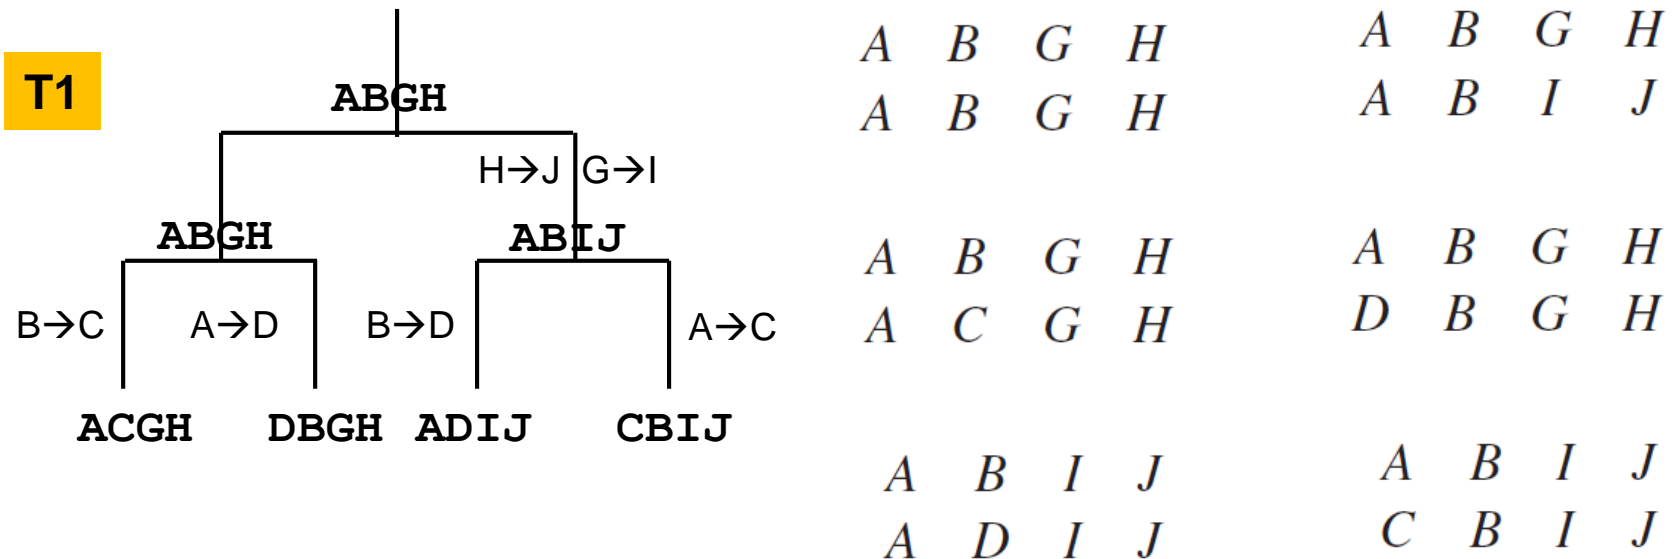 T1
ABGH
H→J G→I
ABGH ABIJ
B→C A→D B→D A→C
ACGH DBGH ADIJ CBIJ
A B G H
A B G H
A B G H
A B I J
A B G H
A C G H
A B G H
D B G H
A B I J
A D I J
A B I J
C B I J